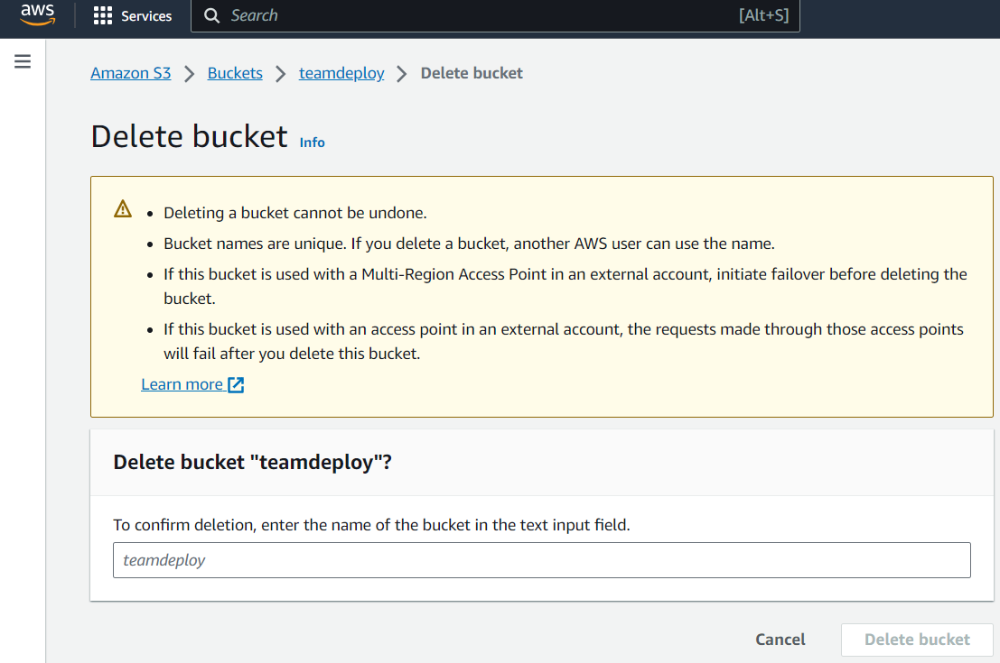 aws Services Search [Alt+S]
Amazon S3 > Buckets > teamdeploy > Delete bucket
Delete bucket Info
• Deleting a bucket cannot be undone.
• Bucket names are unique. If you delete a bucket, another AWS user can use the name.
• If this bucket is used with a Multi-Region Access Point in an external account, initiate failover before deleting the
bucket.
• If this bucket is used with an access point in an external account, the requests made through those access points
will fail after you delete this bucket.
Learn more
Delete bucket "teamdeploy"?
To confirm deletion, enter the name of the bucket in the text input field.
teamdeploy
Cancel Delete bucket